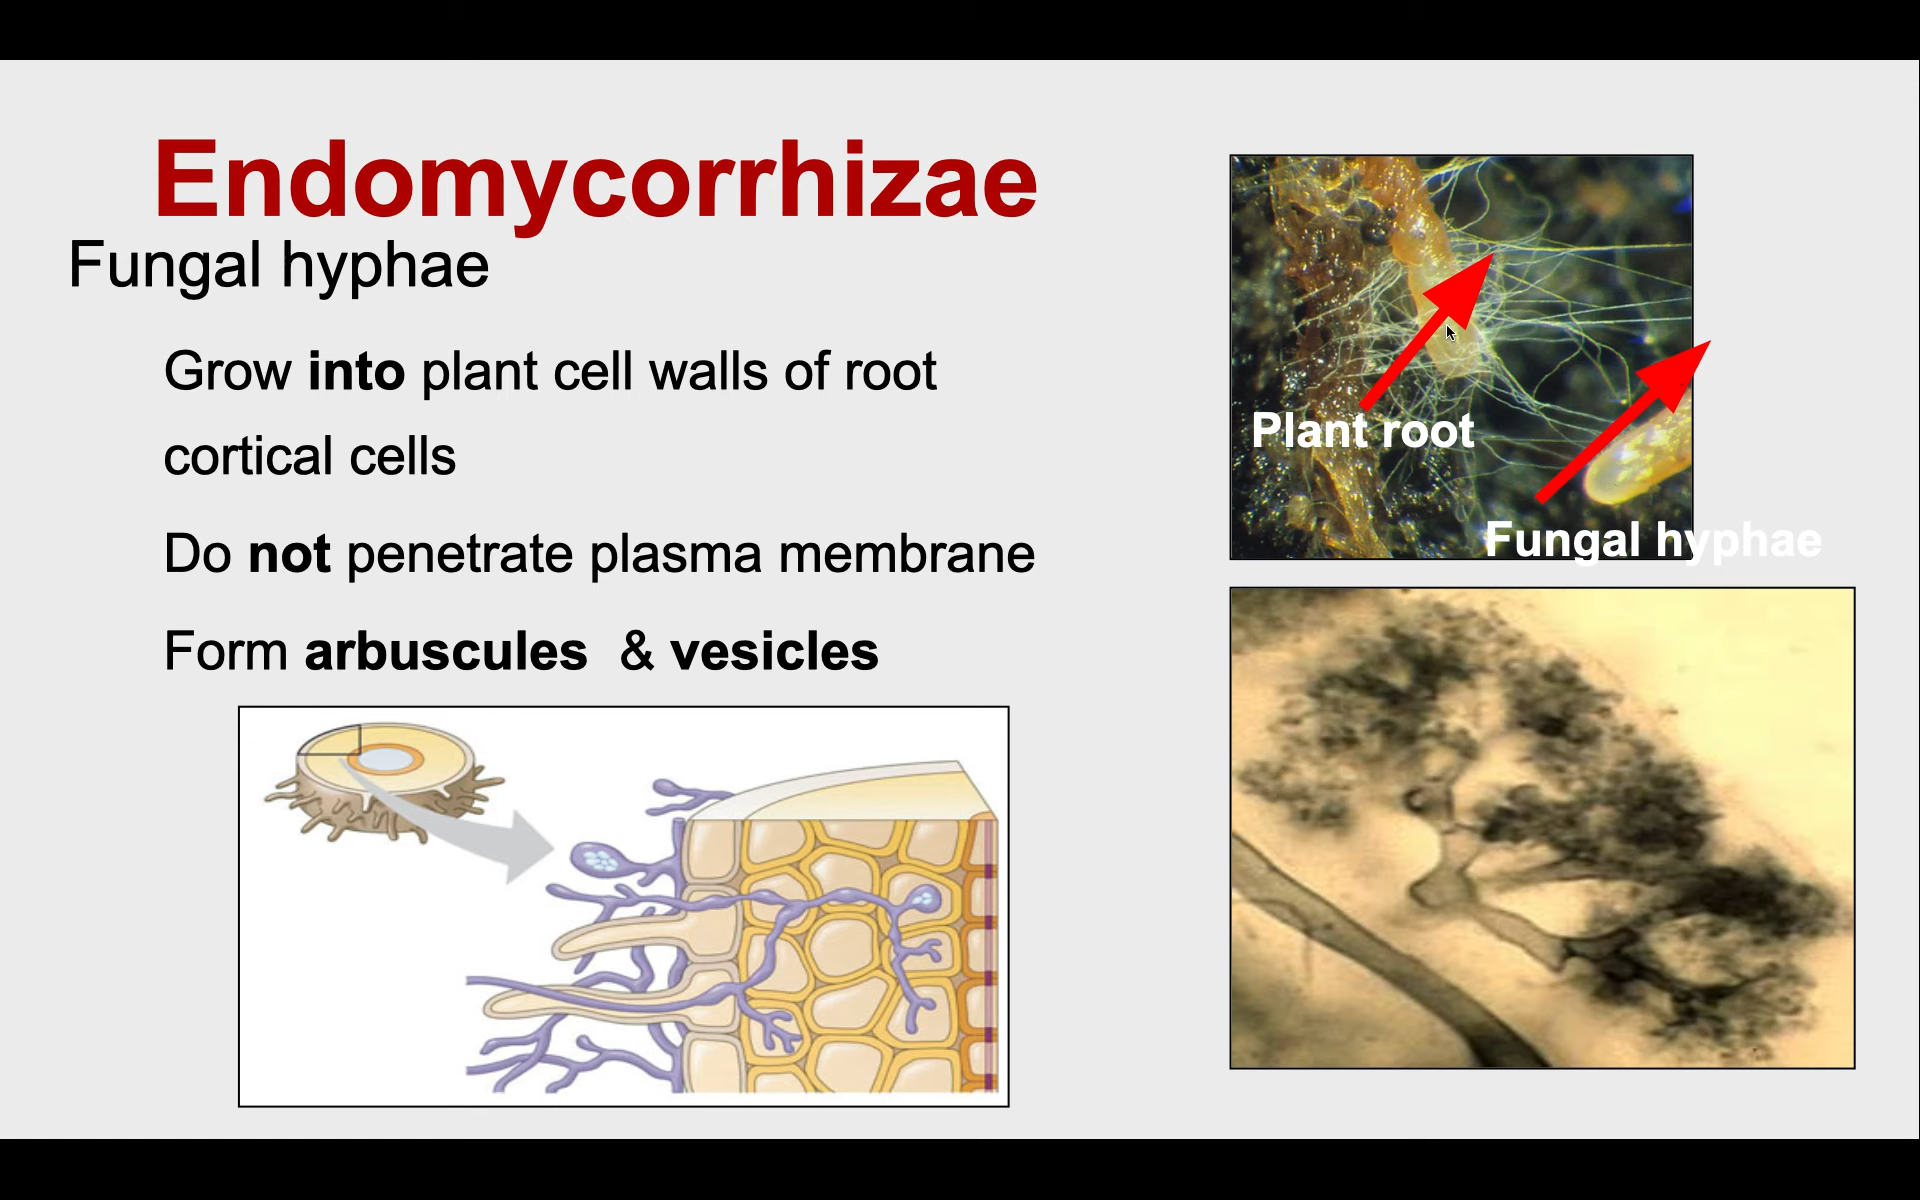 Endomycorrhizae
Fungal hyphae
Grow into plant cell walls of root
cortical cells
Do not penetrate plasma membrane
Form arbuscules & vesicles
Plant root
Fungal hyphae